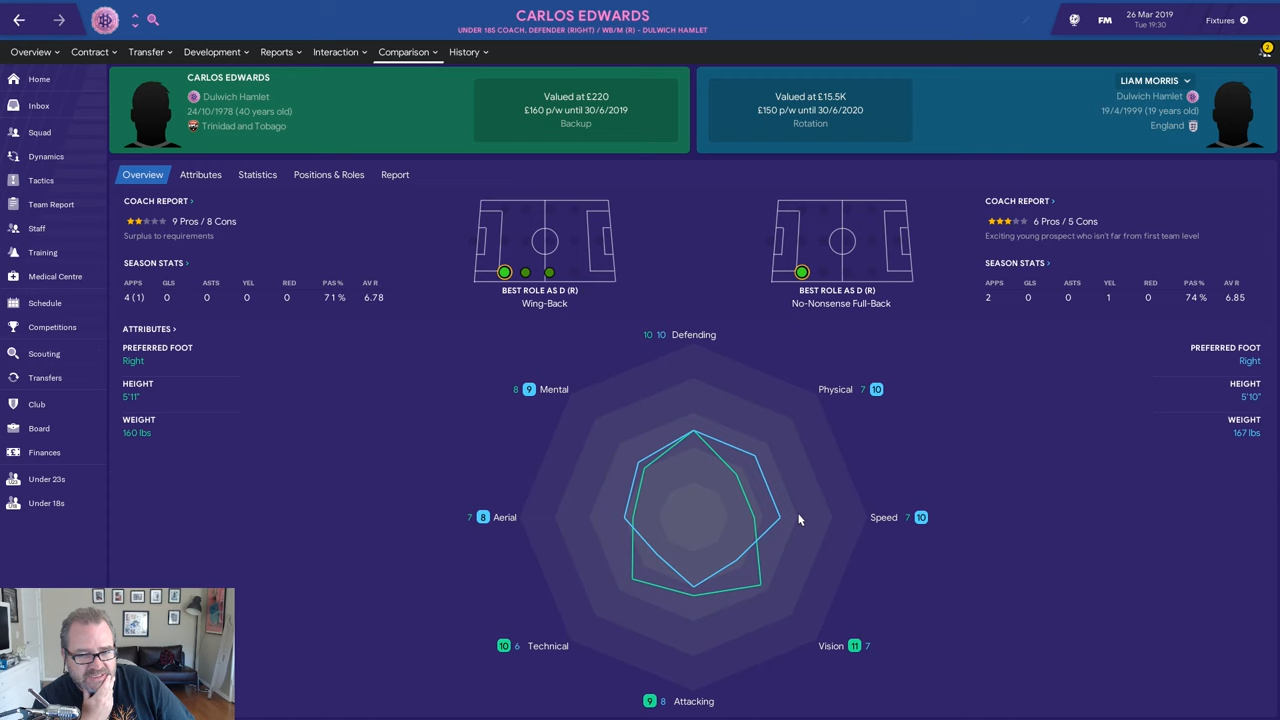 CARLOS EDWARDS
UNDER 18S COACH, DEFENDER (RIGHT) / WB/M (R) - DULWICH HAMLET
FM
26 Mar 2019
Tue 19:30
Fixtures
Overview
Contract
Transfer
Development
Reports
Interaction
Comparison
History
2
Home
Inbox
Squad
Dynamics
Tactics
Team Report
Staff
Training
Medical Centre
Schedule
Competitions
Scouting
Transfers
Club
Board
Finances
Under 23s
Under 18s
CARLOS EDWARDS
Dulwich Hamlet
24/10/1978 (40 years old)
Trinidad and Tobago
Valued at £220
£160 p/w until 30/6/2019
Backup
Valued at £15.5K
£150 p/w until 30/6/2020
Rotation
LIAM MORRIS
Dulwich Hamlet
19/4/1999 (19 years old)
England
Overview
Attributes
Statistics
Positions & Roles
Report
COACH REPORT >
9 Pros / 8 Cons
Surplus to requirements
SEASON STATS >
APPS GLS ASTS YEL RED PAS% AV R
4 (1) 0 0 0 0 71 % 6.78
ATTRIBUTES >
PREFERRED FOOT
Right
HEIGHT
5'11"
WEIGHT
160 lbs
BEST ROLE AS D (R)
Wing-Back
BEST ROLE AS D (R)
No-Nonsense Full-Back
COACH REPORT >
6 Pros / 5 Cons
Exciting young prospect who isn't far from first team level
SEASON STATS >
APPS GLS ASTS YEL RED PAS% AV R
2 0 0 1 0 74 % 6.85
PREFERRED FOOT
Right
HEIGHT
5'10"
WEIGHT
167 lbs
10 10 Defending
8 9 Mental
Physical 7 10
7 8 Aerial
Speed 7 10
10 6 Technical
Vision 11 7
9 8 Attacking